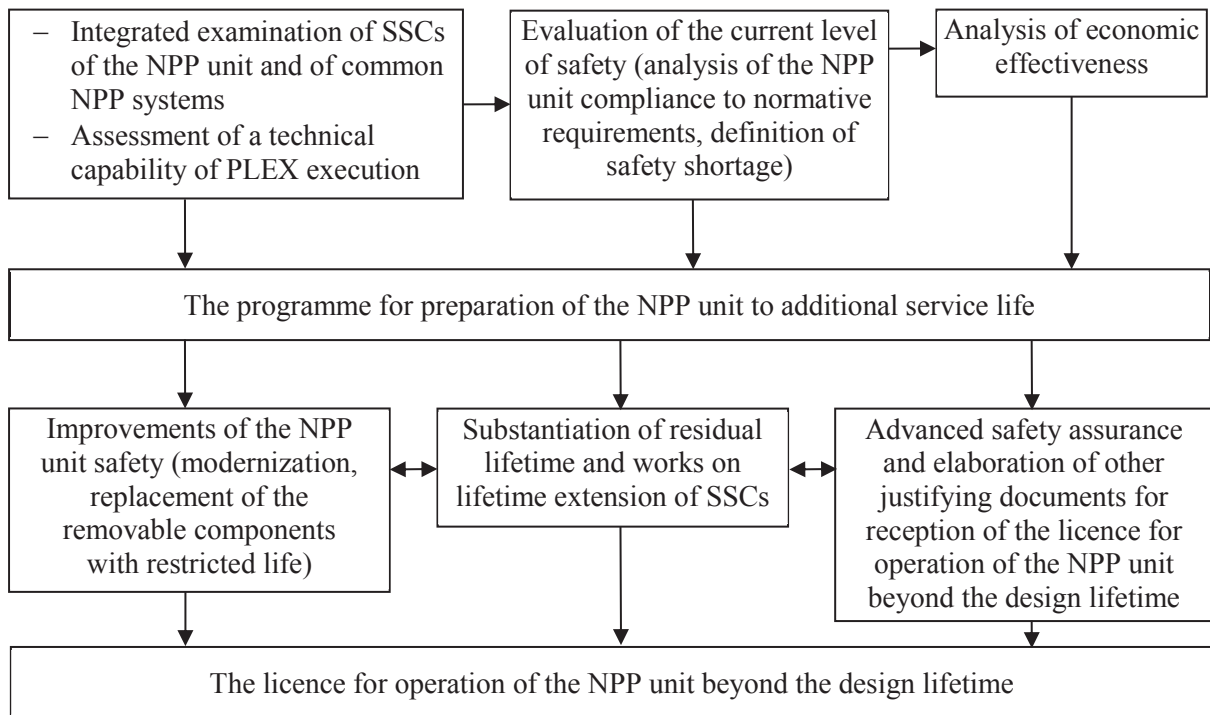 – Integrated examination of SSCs
of the NPP unit and of common
NPP systems
– Assessment of a technical
capability of PLEX execution
Evaluation of the current level
of safety (analysis of the NPP
unit compliance to normative
requirements, definition of
safety shortage)
Analysis of economic
effectiveness
The programme for preparation of the NPP unit to additional service life
Improvements of the NPP
unit safety (modernization,
replacement of the
removable components
with restricted life)
Substantiation of residual
lifetime and works on
lifetime extension of SSCs
Advanced safety assurance
and elaboration of other
justifying documents for
reception of the licence for
operation of the NPP unit
beyond the design lifetime
The licence for operation of the NPP unit beyond the design lifetime